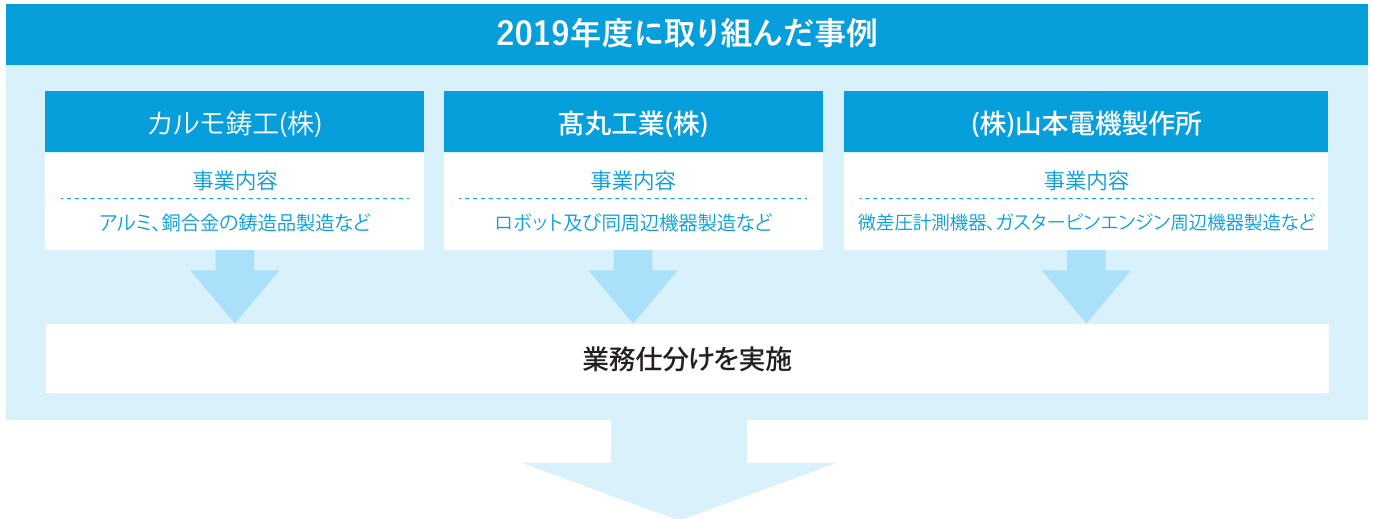 2019年度に取り組んだ事例
カルモ鋳工(株)
事業内容
アルミ、銅合金の鋳造品製造など
髙丸工業(株)
事業内容
ロボット及び同周辺機器製造など
(株)山本電機製作所
事業内容
微差圧計測機器、ガスタービンエンジン周辺機器製造など
業務仕分けを実施